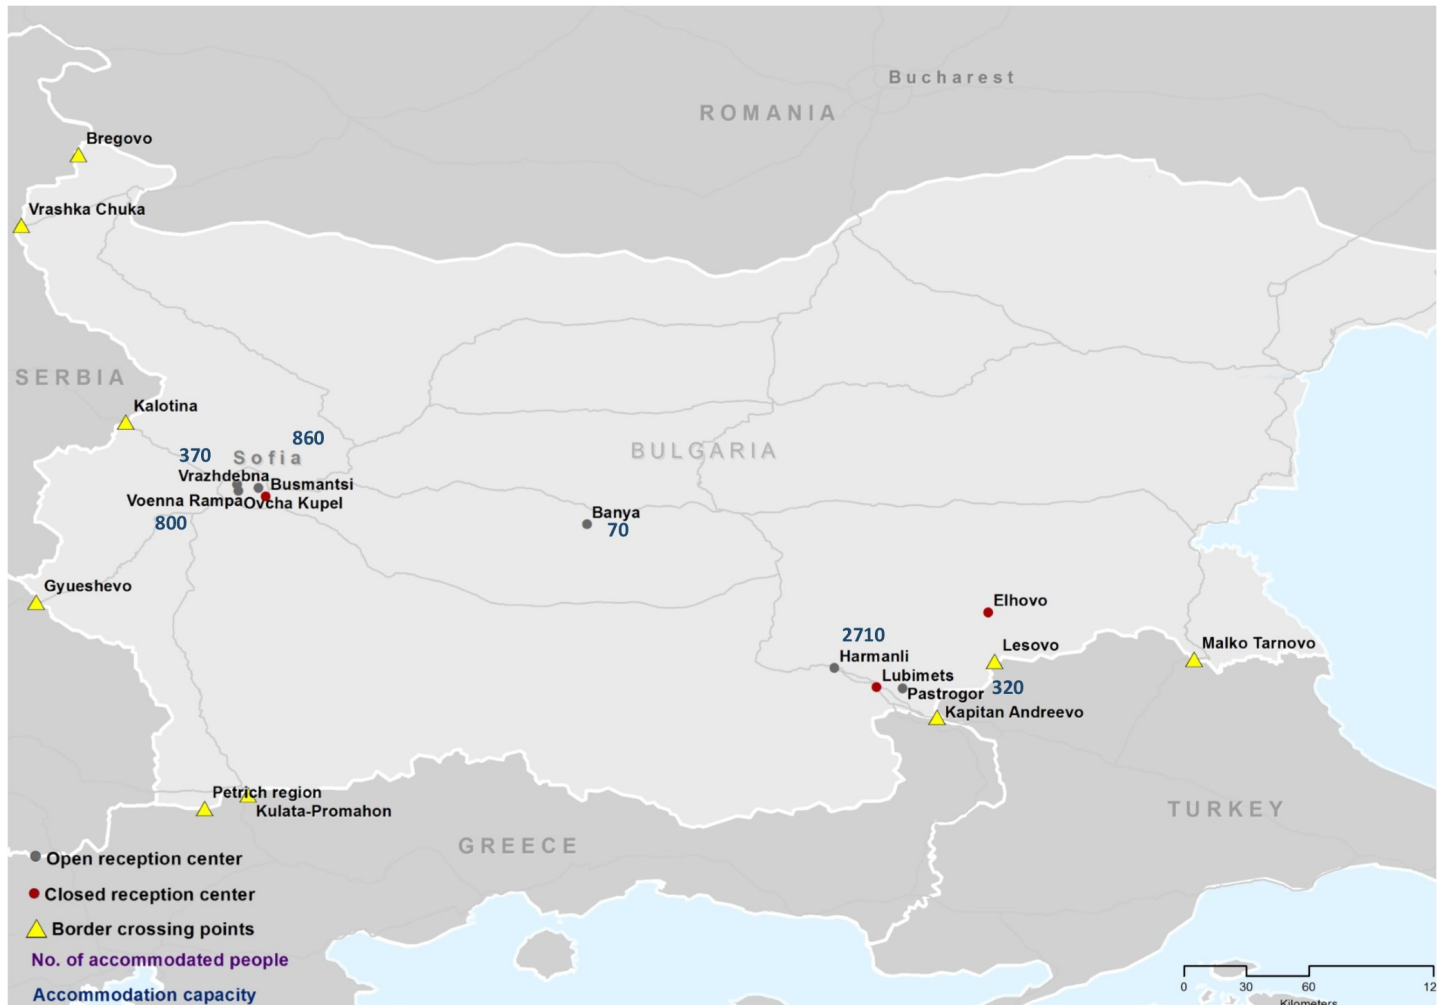 Bucharest
ROMANIA
Bregovo
Vrashka Chuka
SERBIA
Kalotina
860
BULGARIA
370
Sofia
Vrazhdebna
Busmantsi
Voenna Rampa
Ovcha Kupel
800
Banya
70
Gyueshevo
Elhovo
2710
Harmanli
Lesovo
Malko Tarnovo
Lubimets
Pastrogor
320
Kapitan Andreevo
Petrich region
Kulata-Promahon
TURKEY
GREECE
Open reception center
Closed reception center
Border crossing points
No. of accommodated people
Accommodation capacity
0 30 60 12
Kilometers